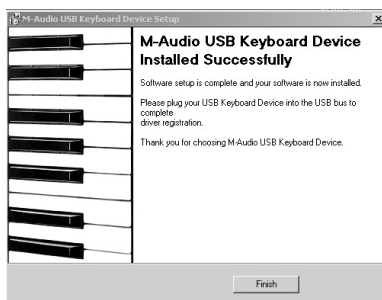 M-Audio USB Keyboard Device Setup
M-Audio USB Keyboard Device
Installed Successfully
Software setup is complete and your software is now installed.
Please plug your USB Keyboard Device into the USB bus to
complete
driver registration.
Thank you for choosing M-Audio USB Keyboard Device.
Finish